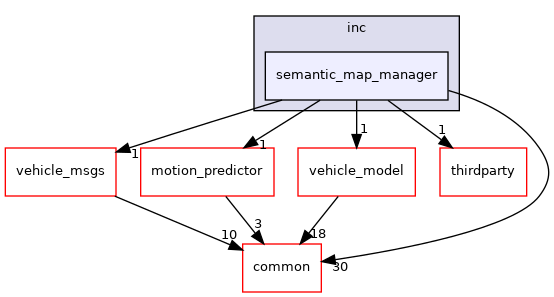 inc
semantic_map_manager
1
1
1
1
vehicle_msgs
motion_predictor
vehicle_model
thirdparty
10
3
18
30
common